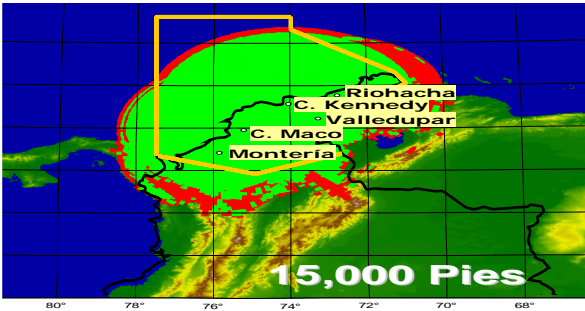 Riohacha
C. Kennedy
Valledupar
C. Maco
Montería
15,000 Pies
80° 78° 76° 74° 72° 70° 68°